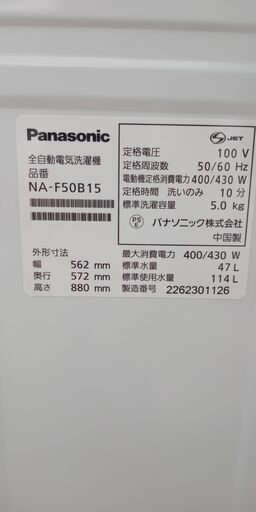 Panasonic
全自動電気洗濯機
品番
NA-F50B15
外形寸法
幅 562 mm
奥行 572 mm
高さ 880 mm
S JET
定格電圧 100 V
定格周波数 50/60 Hz
電動機定格消費電力 400/430 W
定格時間 洗いのみ 10 分
標準洗濯容量 5.0 kg
PS E パナソニック株式会社
中国製
最大消費電力 400/430 W
標準水量 47 L
標準使用水量 114 L
製造番号 2262301126